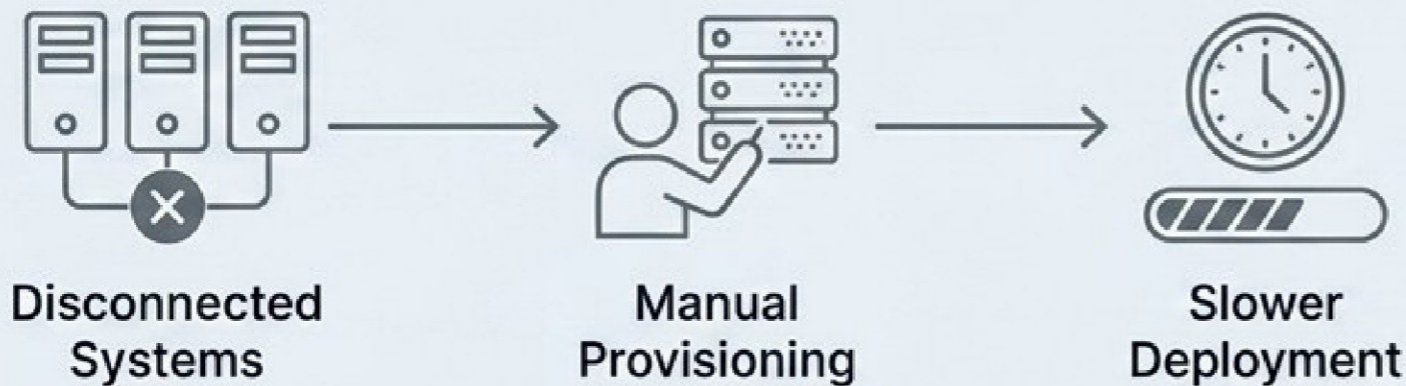 Disconnected
Systems
Manual
Provisioning
Slower
Deployment